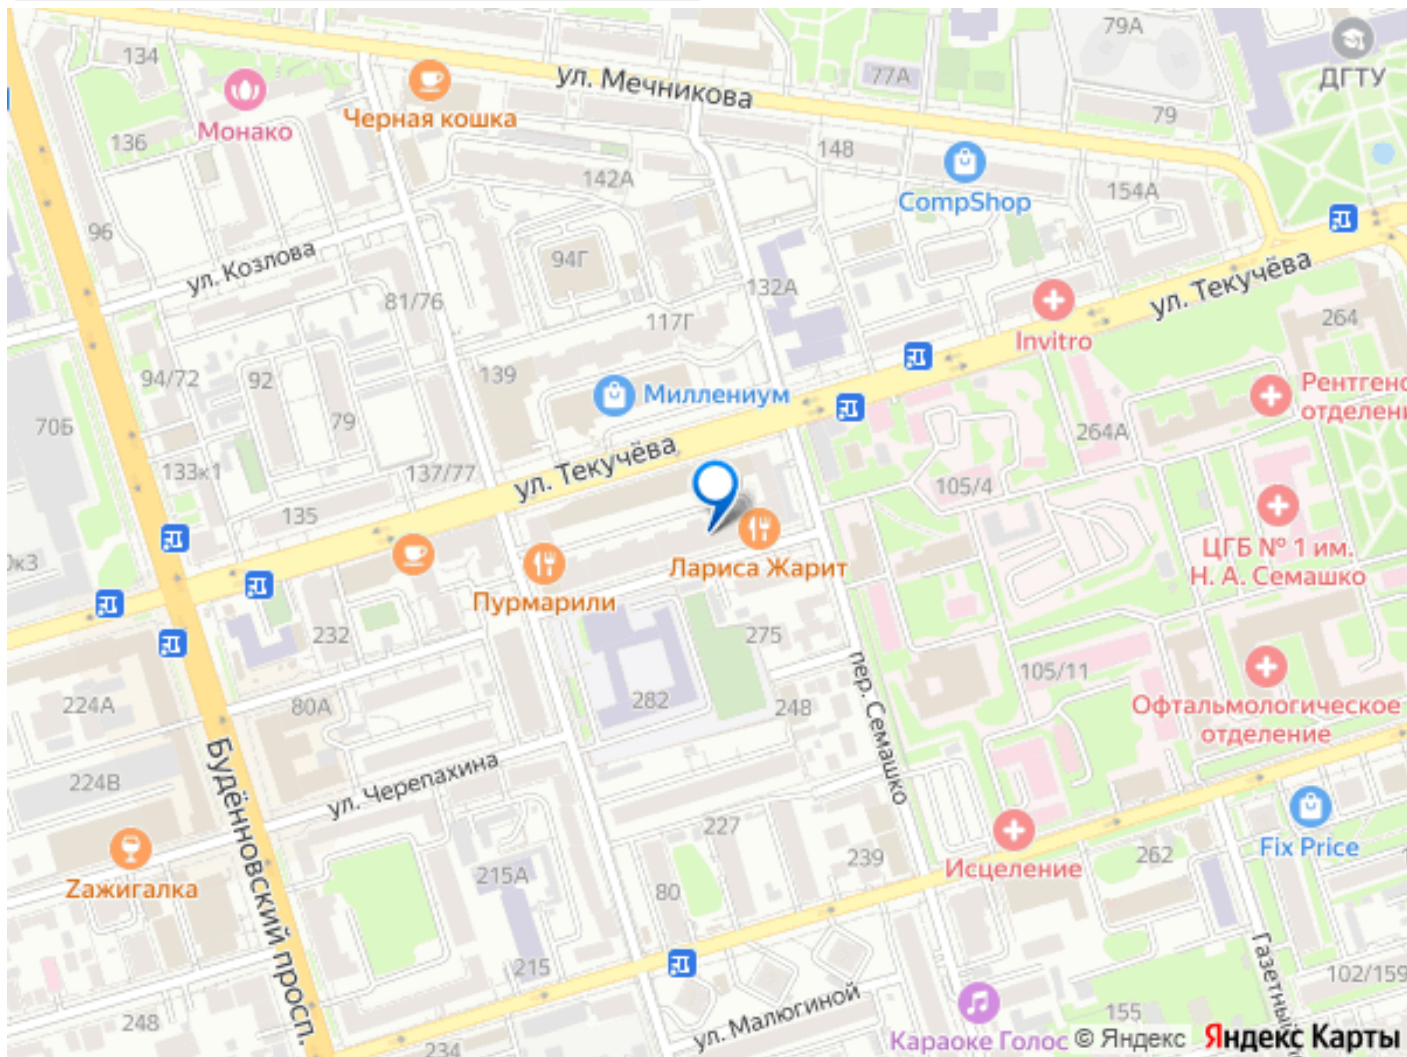 134
79А
ДГТУ
ул. Мечникова
77А
Монако
Черная кошка
79
136
148
142А
CompShop
154А
96
ул. Козлова
94Г
132А
ул. Текучёва
81/76
117Г
Invitro
264
94/72
92
139
Миллениум
Рентгено
отделени
70Б
79
264А
133к1
137/77
ул. Текучёва
105/4
135
ЦГБ № 1 им.
Н. А. Семашко
0к3
Лариса Жарит
Пурмарили
232
275
105/11
пер. Семашко
224А
80А
282
248
Офтальмологическое
отделение
Будённовский просп.
224В
ул. Черепахина
227
239
262
Fix Price
Исцеление
Zажигалка
215А
80
215
Газетный
102/159
248
234
ул. Малюгиной
155
Караоке Голос
© Яндекс
Яндекс Карты